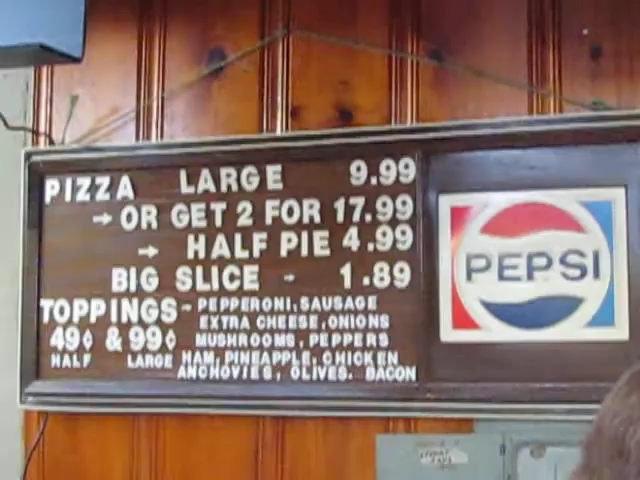 PIZZA LARGE 9.99
→ OR GET 2 FOR 17.99
→ HALF PIE 4.99
BIG SLICE - 1.89
TOPPINGS - PEPPERONI, SAUSAGE
EXTRA CHEESE, ONIONS
49¢ & 99¢ MUSHROOMS, PEPPERS
HALF LARGE HAM, PINEAPPLE, CHICKEN
ANCHOVIES, OLIVES. BACON
PEPSI